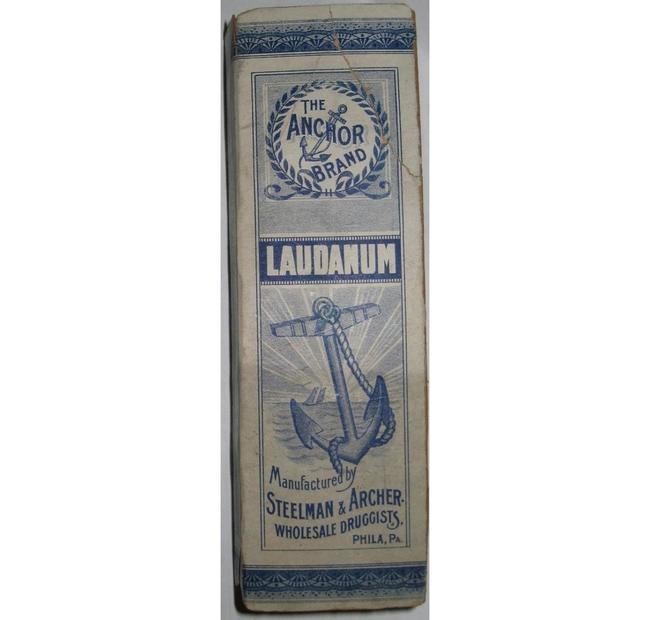 THE
ANCHOR
BRAND
LAUDANUM
Manufactured by
STEELMAN & ARCHER.
WHOLESALE DRUGGISTS,
PHILA, PA.